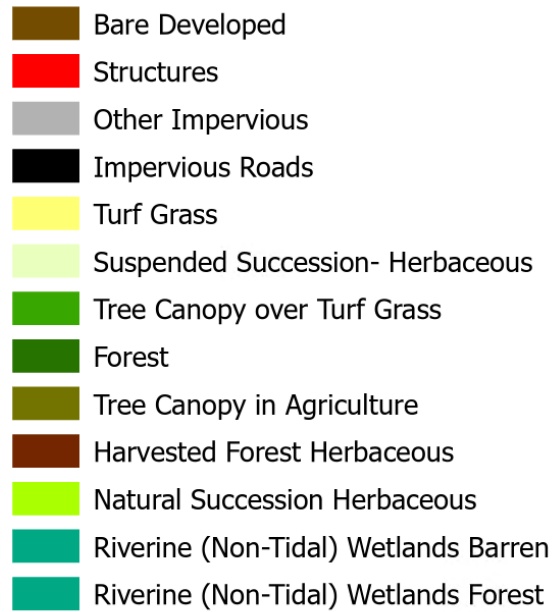 Bare Developed
Structures
Other Impervious
Impervious Roads
Turf Grass
Suspended Succession- Herbaceous
Tree Canopy over Turf Grass
Forest
Tree Canopy in Agriculture
Harvested Forest Herbaceous
Natural Succession Herbaceous
Riverine (Non-Tidal) Wetlands Barren
Riverine (Non-Tidal) Wetlands Forest